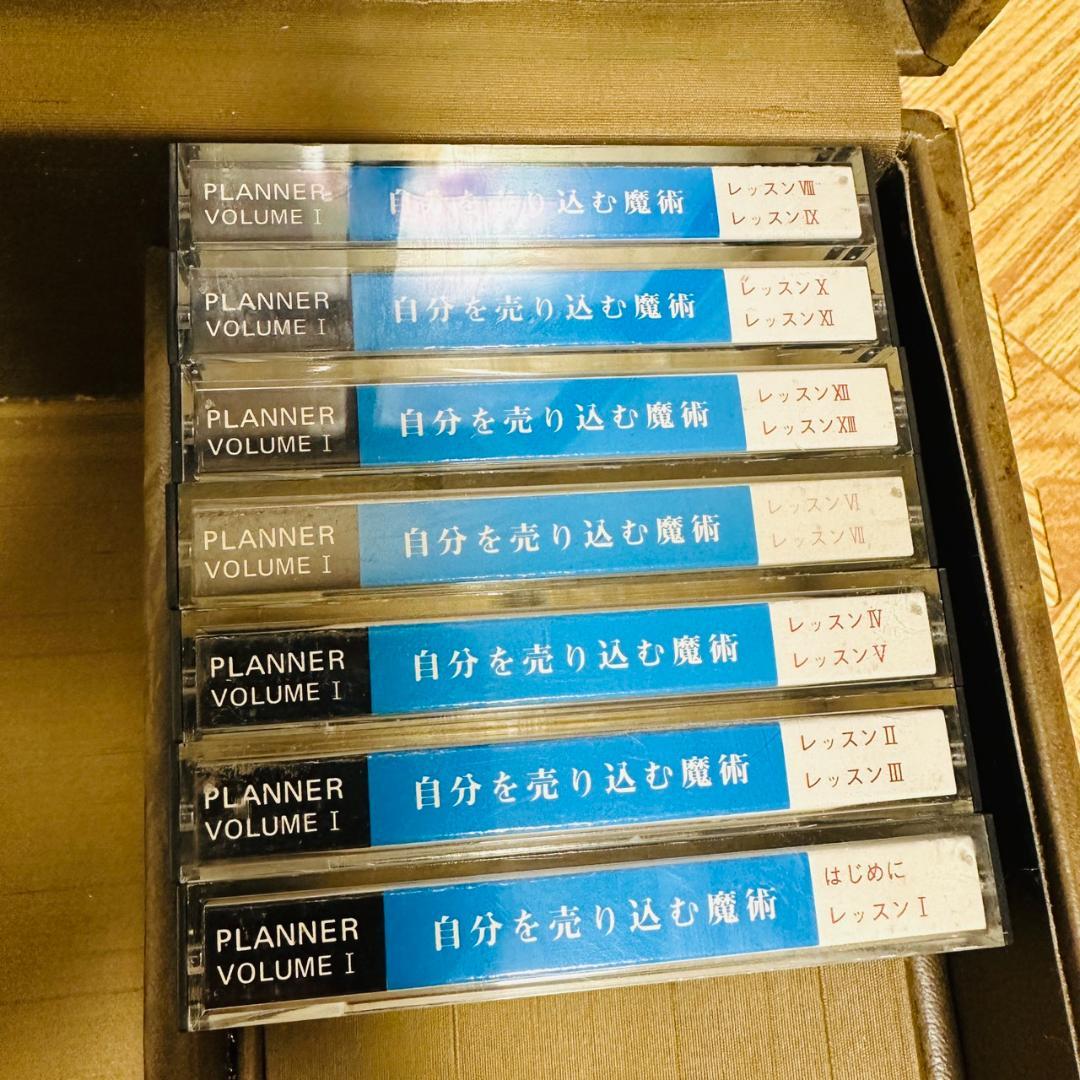 PLANNER
VOLUME I
自分を売り込む魔術
レッスンⅧ
レッスンⅨ
PLANNER
VOLUME I
自分を売り込む魔術
レッスンⅩ
レッスンⅪ
PLANNER
VOLUME I
自分を売り込む魔術
レッスンⅫ
レッスンXIII
PLANNER
VOLUME I
自分を売り込む魔術
レッスンⅥ
レッスンⅦ
PLANNER
VOLUME I
自分を売り込む魔術
レッスンⅣ
レッスンⅤ
PLANNER
VOLUME I
自分を売り込む魔術
レッスンⅡ
レッスンⅢ
PLANNER
VOLUME I
自分を売り込む魔術
はじめに
レッスンⅠ